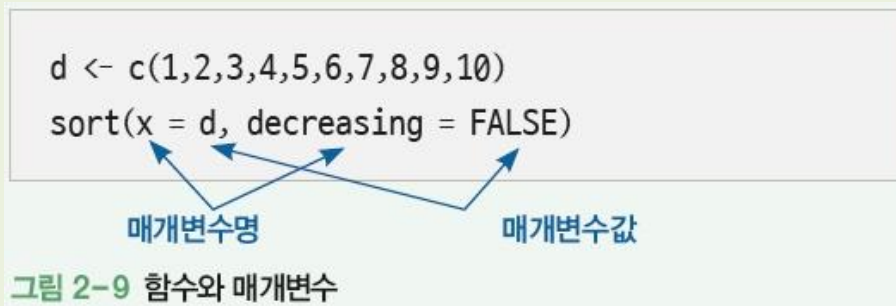 d <- c(1,2,3,4,5,6,7,8,9,10)
sort(x = d, decreasing = FALSE)
매개변수명 매개변수값
그림 2-9 함수와 매개변수